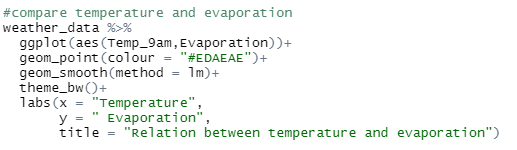 #compare temperature and evaporation
weather_data %>%
  ggplot(aes(Temp_9am,Evaporation))+
  geom_point(colour = "#EDAEAE")+
  geom_smooth(method = lm)+
  theme_bw()+
  labs(x = "Temperature",
       y = " Evaporation",
       title = "Relation between temperature and evaporation")